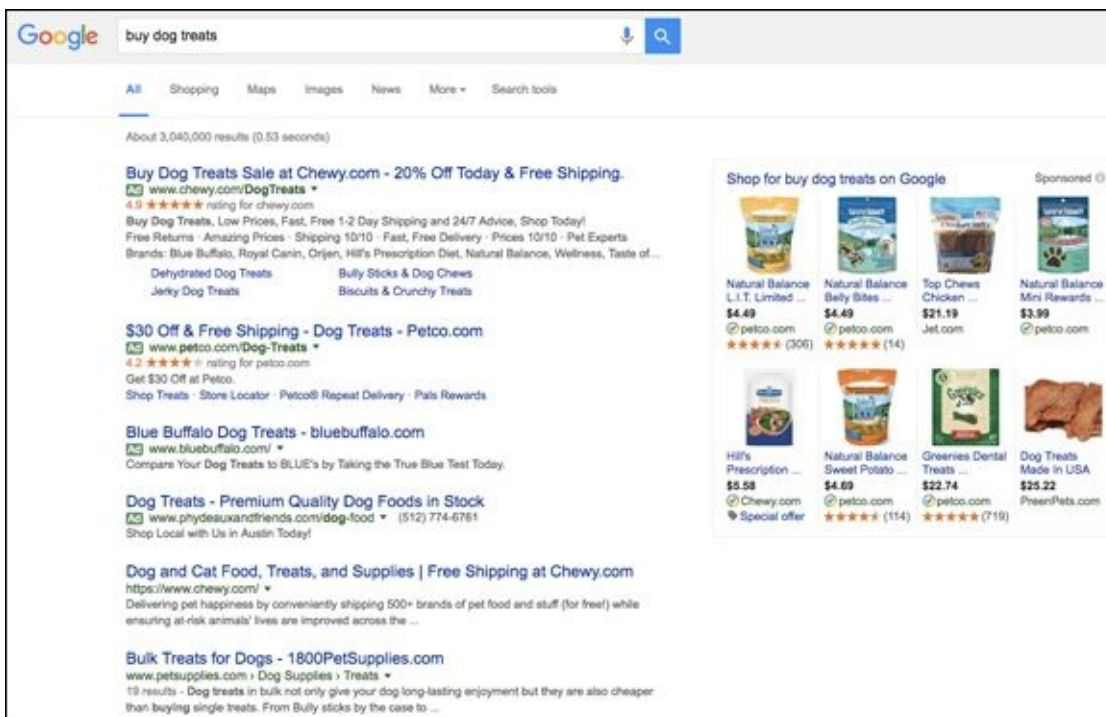 Google
buy dog treats
All Shopping Maps Images News More Search tools
About 3,040,000 results (0.53 seconds)
Buy Dog Treats Sale at Chewy.com - 20% Off Today & Free Shipping.
Ad www.chewy.com/DogTreats
4.9 ★★★★★ rating for chewy.com
Buy Dog Treats, Low Prices, Fast, Free 1-2 Day Shipping and 24/7 Advice, Shop Today!
Free Returns · Amazing Prices · Shipping 10/10 · Fast, Free Delivery · Prices 10/10 · Pet Experts
Brands: Blue Buffalo, Royal Canin, Orijen, Hill's Prescription Diet, Natural Balance, Wellness, Taste of...
Dehydrated Dog Treats Bully Sticks & Dog Chews
Jerky Dog Treats Biscuits & Crunchy Treats
$30 Off & Free Shipping - Dog Treats - Petco.com
Ad www.petco.com/Dog-Treats
4.2 ★★★★☆ rating for petco.com
Get $30 Off at Petco.
Shop Treats · Store Locator · Petco® Repeat Delivery · Pals Rewards
Blue Buffalo Dog Treats - bluebuffalo.com
Ad www.bluebuffalo.com/
Compare Your Dog Treats to BLUE's by Taking the True Blue Test Today.
Dog Treats - Premium Quality Dog Foods in Stock
Ad www.phydeauxandfriends.com/dog-food (512) 774-6761
Shop Local with Us in Austin Today!
Dog and Cat Food, Treats, and Supplies | Free Shipping at Chewy.com
https://www.chewy.com/
Delivering pet happiness by conveniently shipping 500+ brands of pet food and stuff (for free!) while
ensuring at-risk animals' lives are improved across the ...
Bulk Treats for Dogs - 1800PetSupplies.com
www.petsupplies.com › Dog Supplies › Treats
19 results - Dog treats in bulk not only give your dog long-lasting enjoyment but they are also cheaper
than buying single treats. From Bully sticks by the case to ...
Shop for buy dog treats on Google Sponsored
Natural Balance Natural Balance Top Chews Natural Balance
L.I.T. Limited ... Belly Bites ... Chicken ... Mini Rewards ...
$4.49 $4.49 $21.19 $3.99
petco.com petco.com Jet.com petco.com
(306) (14)
Greenies
Hill's Natural Balance Greenies Dental Dog Treats
Prescription ... Sweet Potato ... Treats ... Made In USA
$5.58 $4.69 $22.74 $25.22
Chewy.com petco.com petco.com PreenPets.com
Special offer (114) (719)